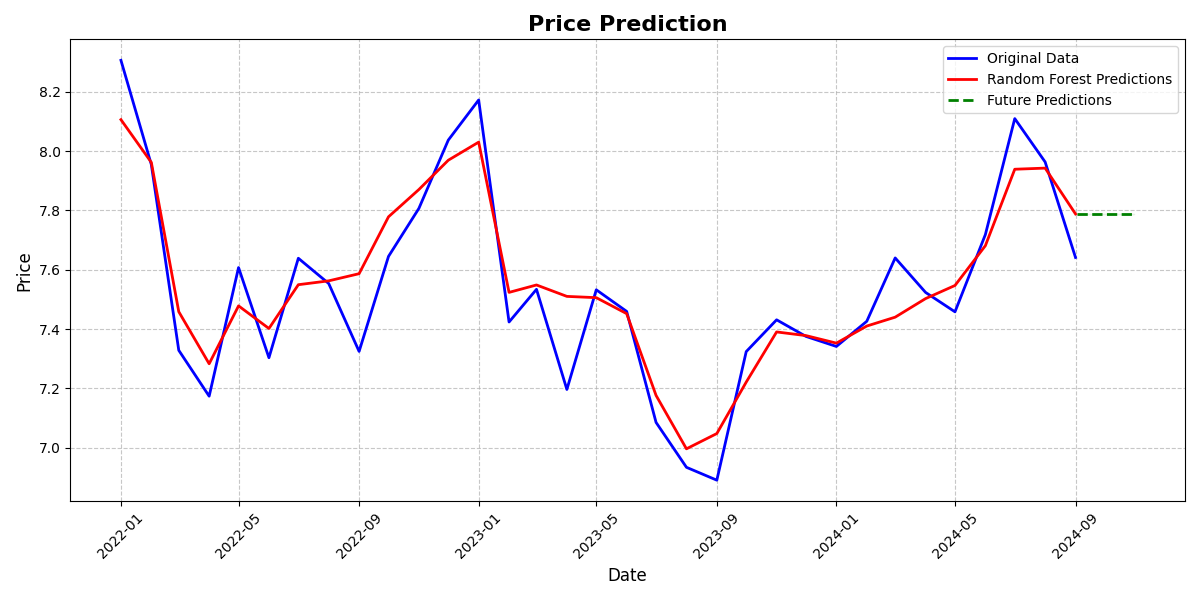 Price Prediction
Original Data
Random Forest Predictions
Future Predictions
Price
8.2
8.0
7.8
7.6
7.4
7.2
7.0
2022-01
2022-05
2022-09
2023-01
2023-05
2023-09
2024-01
2024-05
2024-09
Date